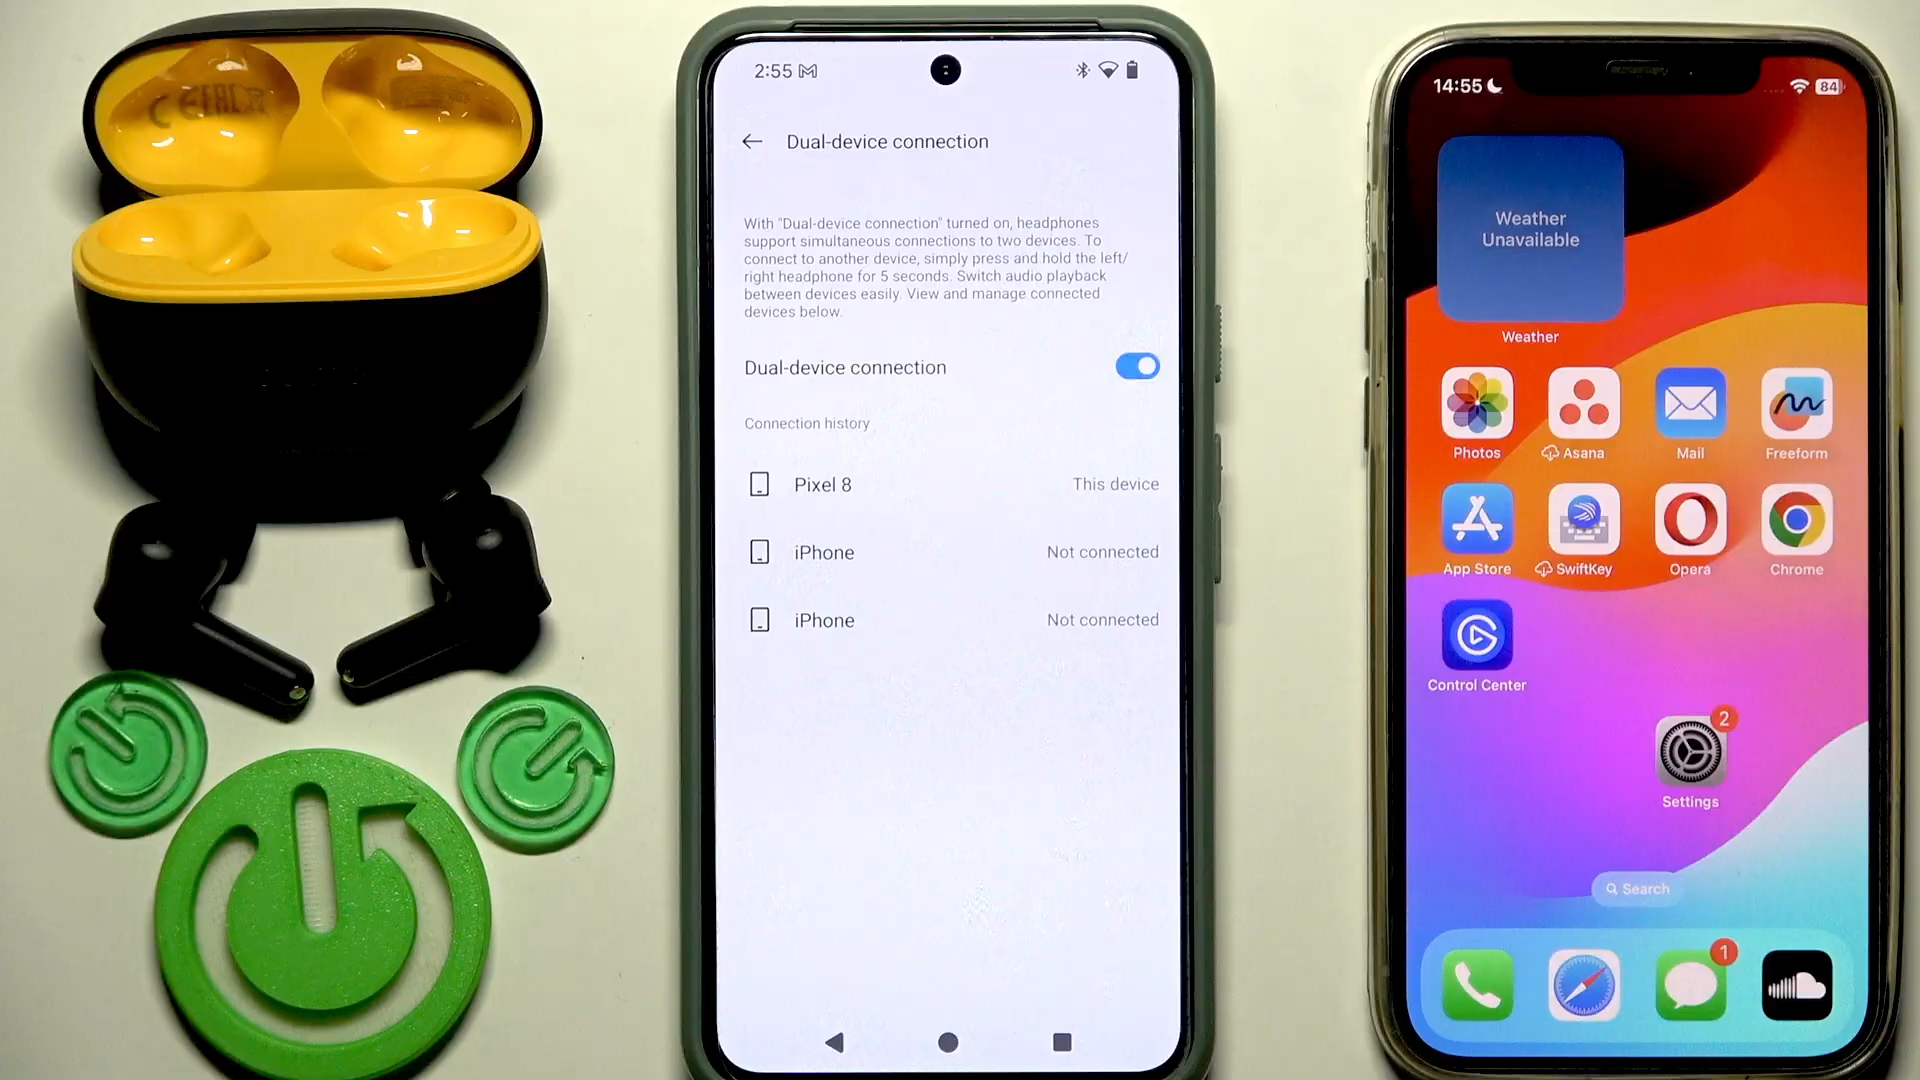 2:55
Dual-device connection
With "Dual-device connection" turned on, headphones
support simultaneous connections to two devices. To
connect to another device, simply press and hold the left/
right headphone for 5 seconds. Switch audio playback
between devices easily. View and manage connected
devices below.
Dual-device connection
Connection history
Pixel 8 This device
iPhone Not connected
iPhone Not connected
14:55 84
Weather
Unavailable
Weather
Photos Asana Mail Freeform
App Store SwiftKey Opera Chrome
Control Center
2
Settings
Search
1